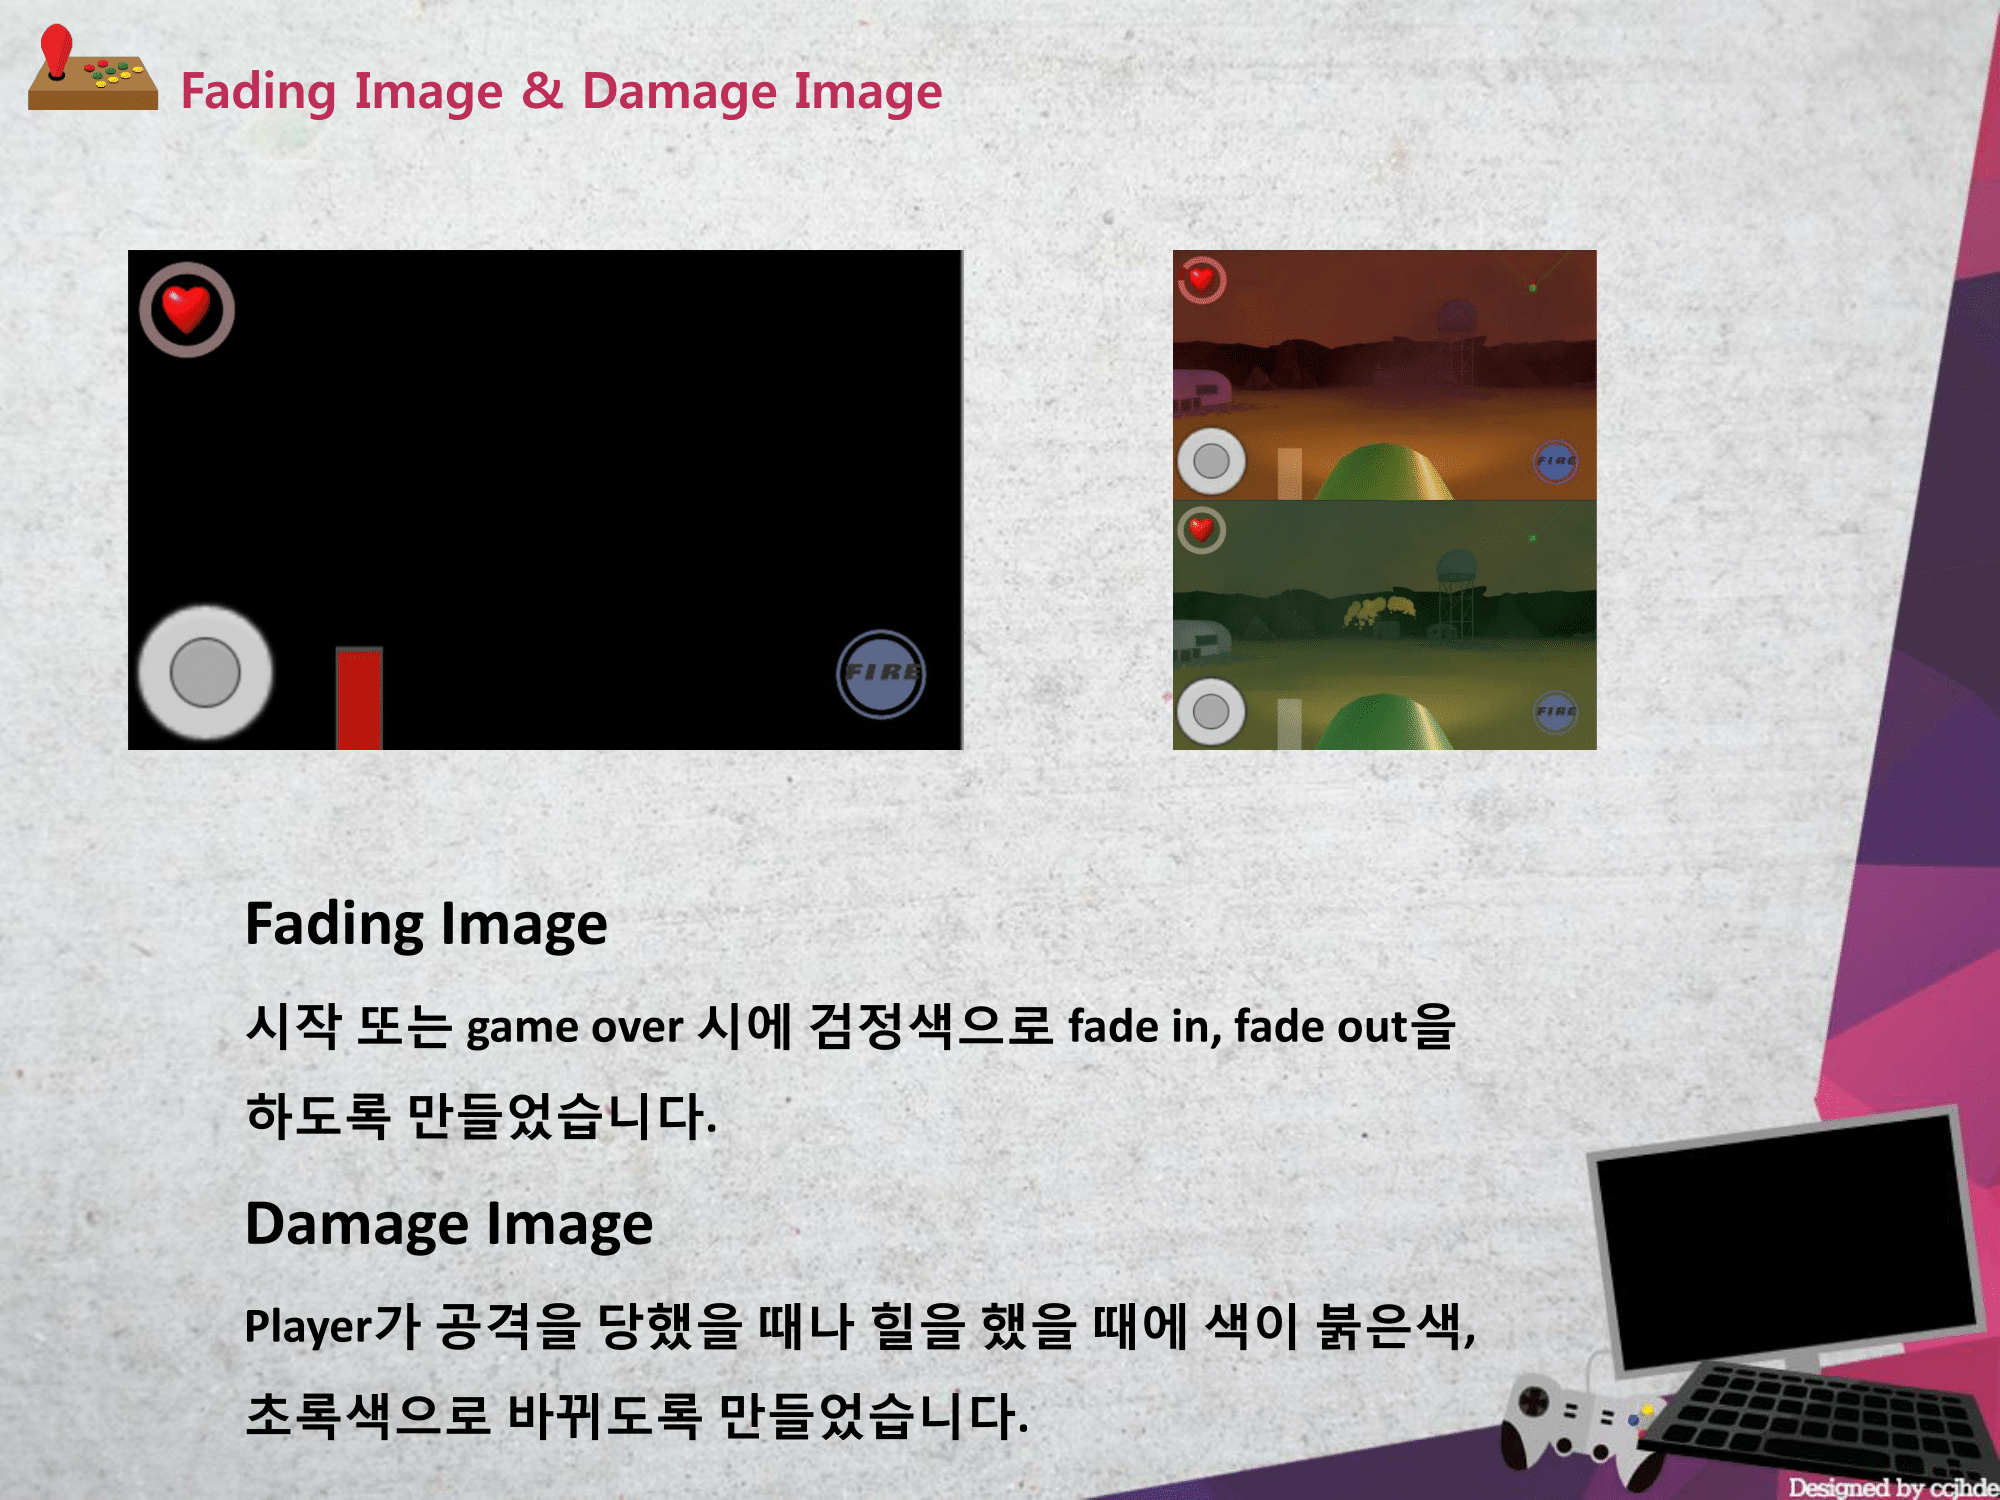 Fading Image & Damage Image
FIRE
FIRE
FIRE
Fading Image
시작 또는 game over 시에 검정색으로 fade in, fade out을
하도록 만들었습니다.
Damage Image
Player가 공격을 당했을 때나 힐을 했을 때에 색이 붉은색,
초록색으로 바뀌도록 만들었습니다.
Designed by ccjhde